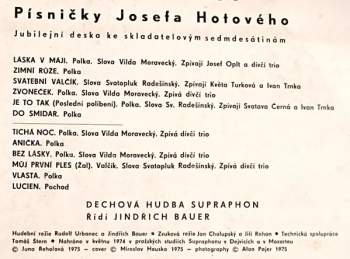 Písničky Josefa Hotového
Jubilejní deska ke skladatelovým sedmdesátinám
LÁSKA V MÁJI. Polka. Slova Vilda Moravecký. Zpívají Josef Oplt a dívčí trio
ZIMNÍ RŮŽE. Polka
SVATEBNÍ VALČÍK. Slova Svatopluk Radešínský. Zpívají Květa Turková a Ivan Trnka
ZVONEČEK. Polka. Slova Vilda Moravecký. Zpívá dívčí trio
JE TO TAK (Poslední políbení). Polka. Slova Sv. Radešínský. Zpívají Svatava Černá a Ivan Trnka
DO SMIDAR. Polka
TICHÁ NOC. Polka. Slova Vilda Moravecký. Zpívá dívčí trio
ANIČKA. Polka
BEZ LÁSKY. Polka. Slova Vilda Moravecký. Zpívá dívčí trio
MŮJ PRVNÍ PLES (Žal). Valčík. Slova Svatopluk Radešínský. Zpívá dívčí trio
VLASTA. Polka
LUCIEN. Pochod
DECHOVÁ HUDBA SUPRAPHON
Řídí JINDŘICH BAUER
Hudební režie Rudolf Urbanec a Jindřich Bauer • Zvuková režie Jan Chalupský a Jiří Rohan • Technická spolupráce
Tomáš Stern • Nahráno v květnu 1974 v pražských studiích Supraphonu v Dejvicích a v Mozarteu
© Juna Řeholová 1975 – cover © Miroslav Houska 1975 – photography © Alan Pajer 1975